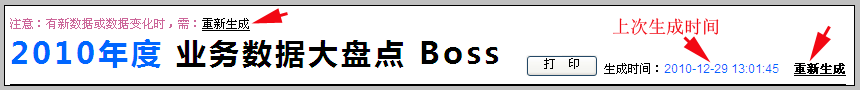 注意：有新数据或数据变化时，需：重新生成
上次生成时间
2010年度 业务数据大盘点 Boss
打 印 生成时间：2010-12-29 13:01:45 重新生成